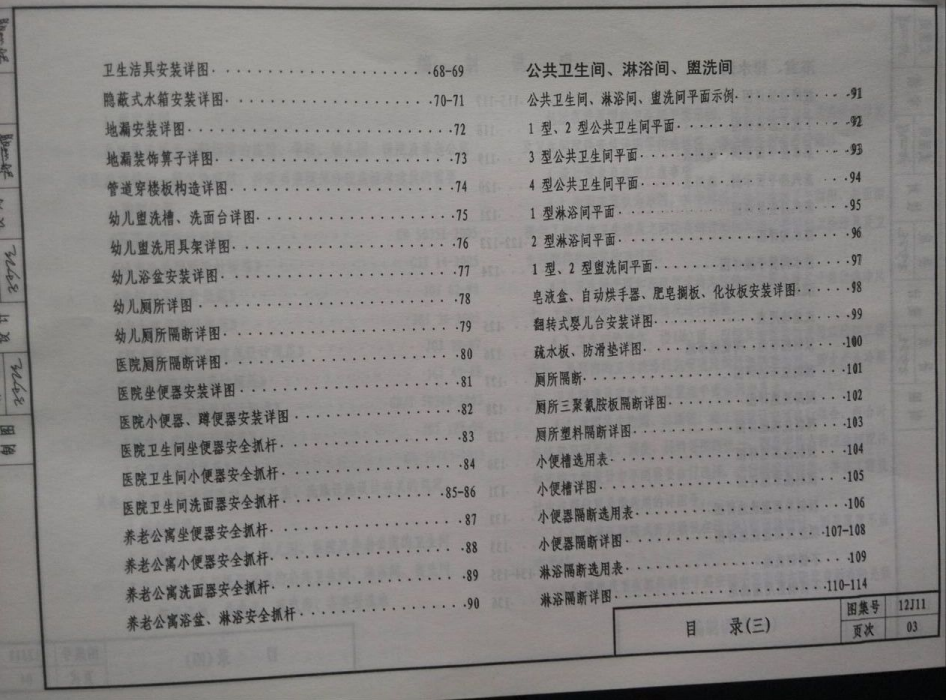 卫生洁具安装详图 68-69
隐蔽式水箱安装详图 70-71
地漏安装详图 72
地漏装饰箅子详图 73
管道穿楼板构造详图 74
幼儿盥洗槽、洗面台详图 75
幼儿盥洗用具架详图 76
幼儿浴盆安装详图 77
幼儿厕所详图 78
幼儿厕所隔断详图 79
医院厕所隔断详图 80
医院坐便器安装详图 81
医院小便器、蹲便器安装详图 82
医院卫生间坐便器安全抓杆 83
医院卫生间小便器安全抓杆 84
医院卫生间洗面器安全抓杆 85-86
养老公寓坐便器安全抓杆 87
养老公寓小便器安全抓杆 88
养老公寓洗面器安全抓杆 89
养老公寓浴盆、淋浴安全抓杆 90
公共卫生间、淋浴间、盥洗间
公共卫生间、淋浴间、盥洗间平面示例 91
1型、2型公共卫生间平面 92
3型公共卫生间平面 93
4型公共卫生间平面 94
1型淋浴间平面 95
2型淋浴间平面 96
1型、2型盥洗间平面 97
皂液盒、自动烘手器、肥皂搁板、化妆板安装详图 98
翻转式婴儿台安装详图 99
疏水板、防滑垫详图 100
厕所隔断 101
厕所三聚氰胺板隔断详图 102
厕所塑料隔断详图 103
小便槽选用表 104
小便槽详图 105
小便器隔断选用表 106
小便器隔断详图 107-108
淋浴隔断选用表 109
淋浴隔断详图 110-114
目 录(三)
图集号 12J11
页次 03